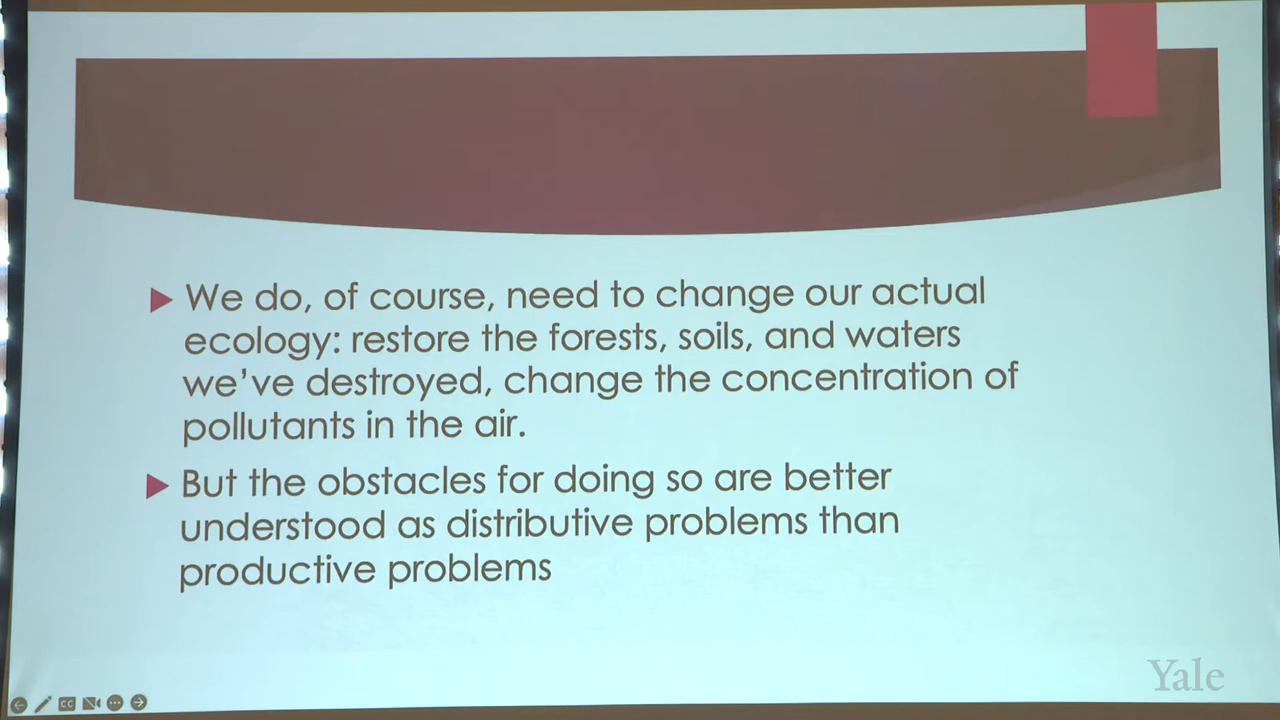 We do, of course, need to change our actual
ecology: restore the forests, soils, and waters
we've destroyed, change the concentration of
pollutants in the air.
But the obstacles for doing so are better
understood as distributive problems than
productive problems
CC
Yale